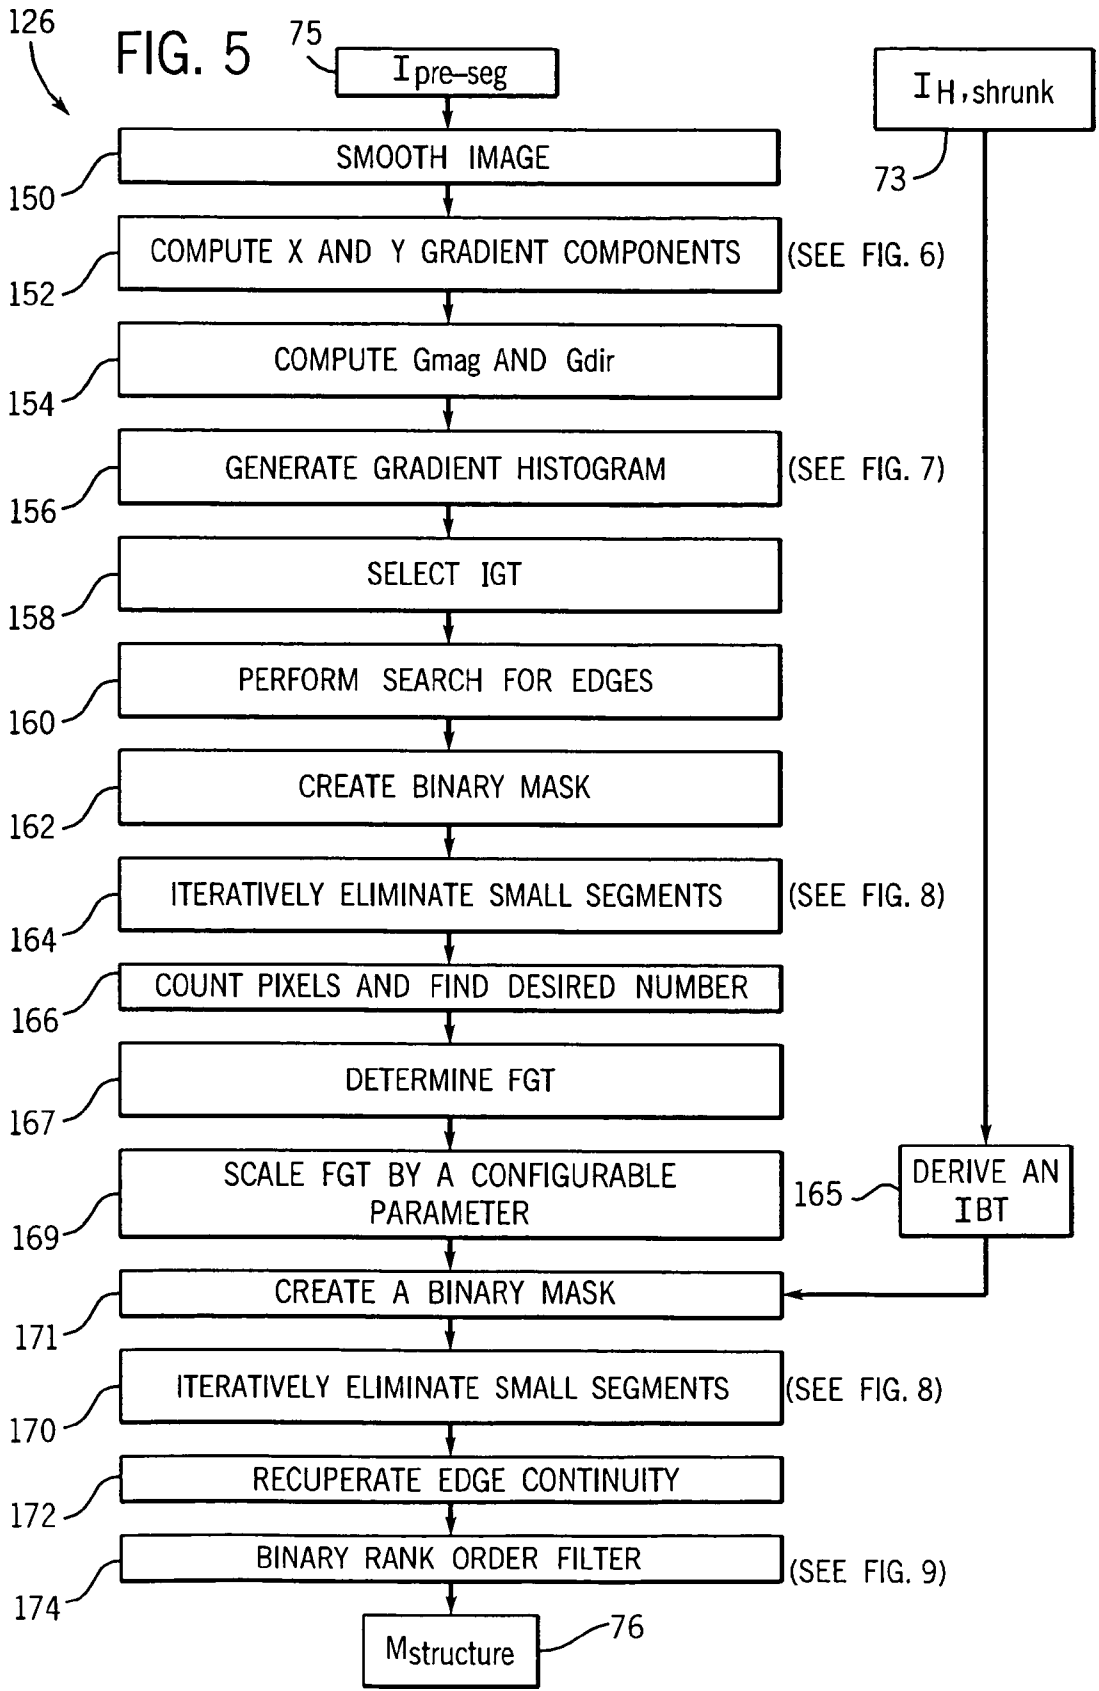 126
FIG. 5
75
I pre-seg
I H,shrunk
73
SMOOTH IMAGE
150
COMPUTE X AND Y GRADIENT COMPONENTS
(SEE FIG. 6)
152
COMPUTE Gmag AND Gdir
154
GENERATE GRADIENT HISTOGRAM
(SEE FIG. 7)
156
SELECT IGT
158
PERFORM SEARCH FOR EDGES
160
CREATE BINARY MASK
162
ITERATIVELY ELIMINATE SMALL SEGMENTS
(SEE FIG. 8)
164
COUNT PIXELS AND FIND DESIRED NUMBER
166
DETERMINE FGT
167
SCALE FGT BY A CONFIGURABLE
PARAMETER
169
165
DERIVE AN
IBT
CREATE A BINARY MASK
171
ITERATIVELY ELIMINATE SMALL SEGMENTS
(SEE FIG. 8)
170
RECUPERATE EDGE CONTINUITY
172
BINARY RANK ORDER FILTER
(SEE FIG. 9)
174
Mstructure
76